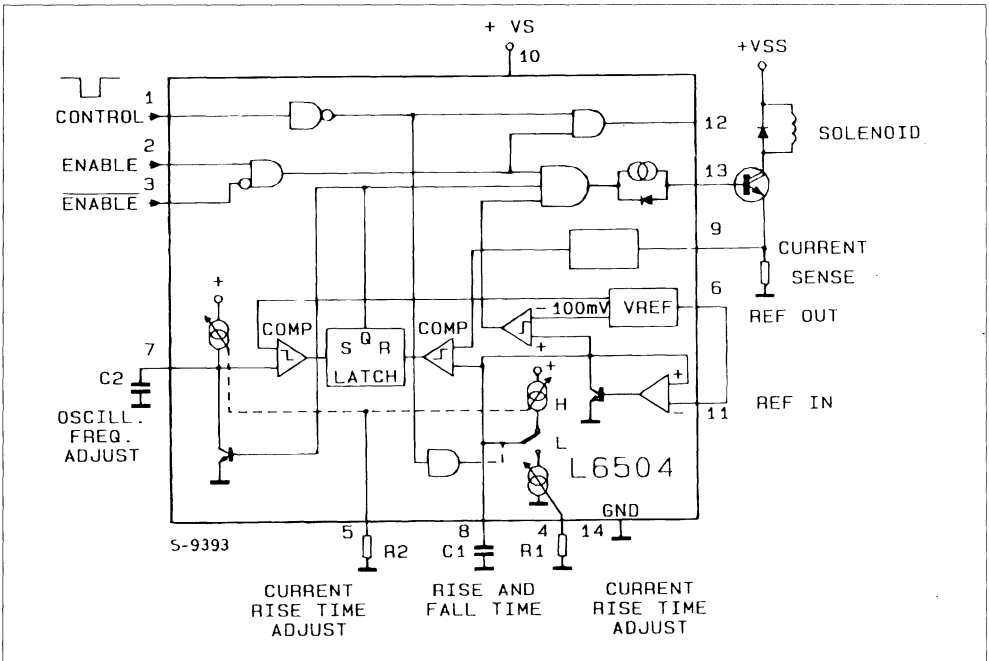 + VS
10
+VSS
1
CONTROL
12
SOLENOID
2
ENABLE
3
ENABLE
13
9
CURRENT
SENSE
6
-100mV VREF
REF OUT
+
COMP
COMP
+
7
S Q R
LATCH
+
H
+
-
11
REF IN
C2
OSCILL.
FREQ.
ADJUST
L
L6504
GND
S-9393
5
R2
8
C1
4
R1
14
CURRENT
RISE TIME
ADJUST
RISE AND
FALL TIME
CURRENT
RISE TIME
ADJUST